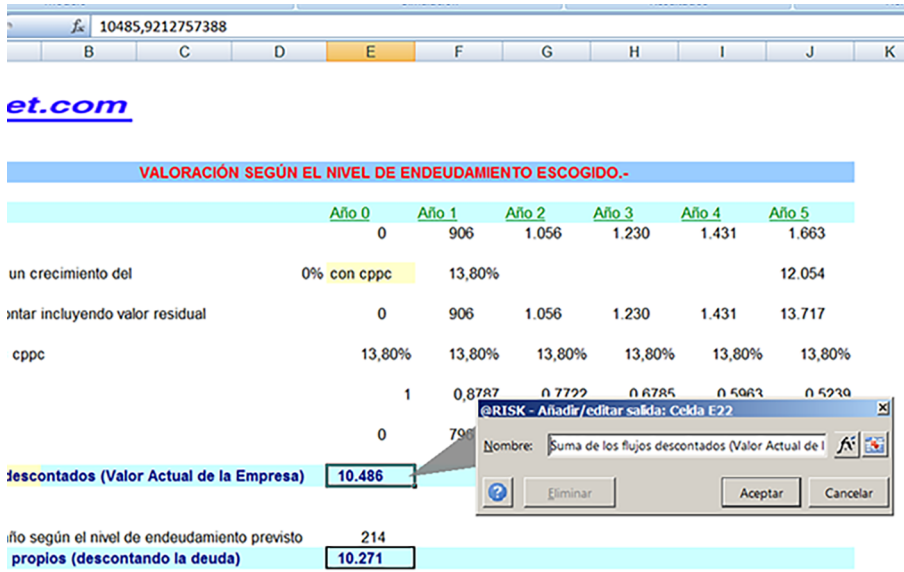 10485,9212757388
B C D E F G H I J K
et.com
VALORACIÓN SEGÚN EL NIVEL DE ENDEUDAMIENTO ESCOGIDO.-
Año 0 Año 1 Año 2 Año 3 Año 4 Año 5
0 906 1.056 1.230 1.431 1.663
un crecimiento del 0% con cppc 13,80% 12.054
ontar incluyendo valor residual 0 906 1.056 1.230 1.431 13.717
cppc 13,80% 13,80% 13,80% 13,80% 13,80% 13,80%
1 0,8787 0,7722 0,6785 0,5963 0,5239
0 796
@RISK - Añadir/editar salida: Celda E22
Nombre: Suma de los flujos descontados (Valor Actual de l
Eliminar Aceptar Cancelar
descontados (Valor Actual de la Empresa) 10.486
ño según el nivel de endeudamiento previsto 214
propios (descontando la deuda) 10.271